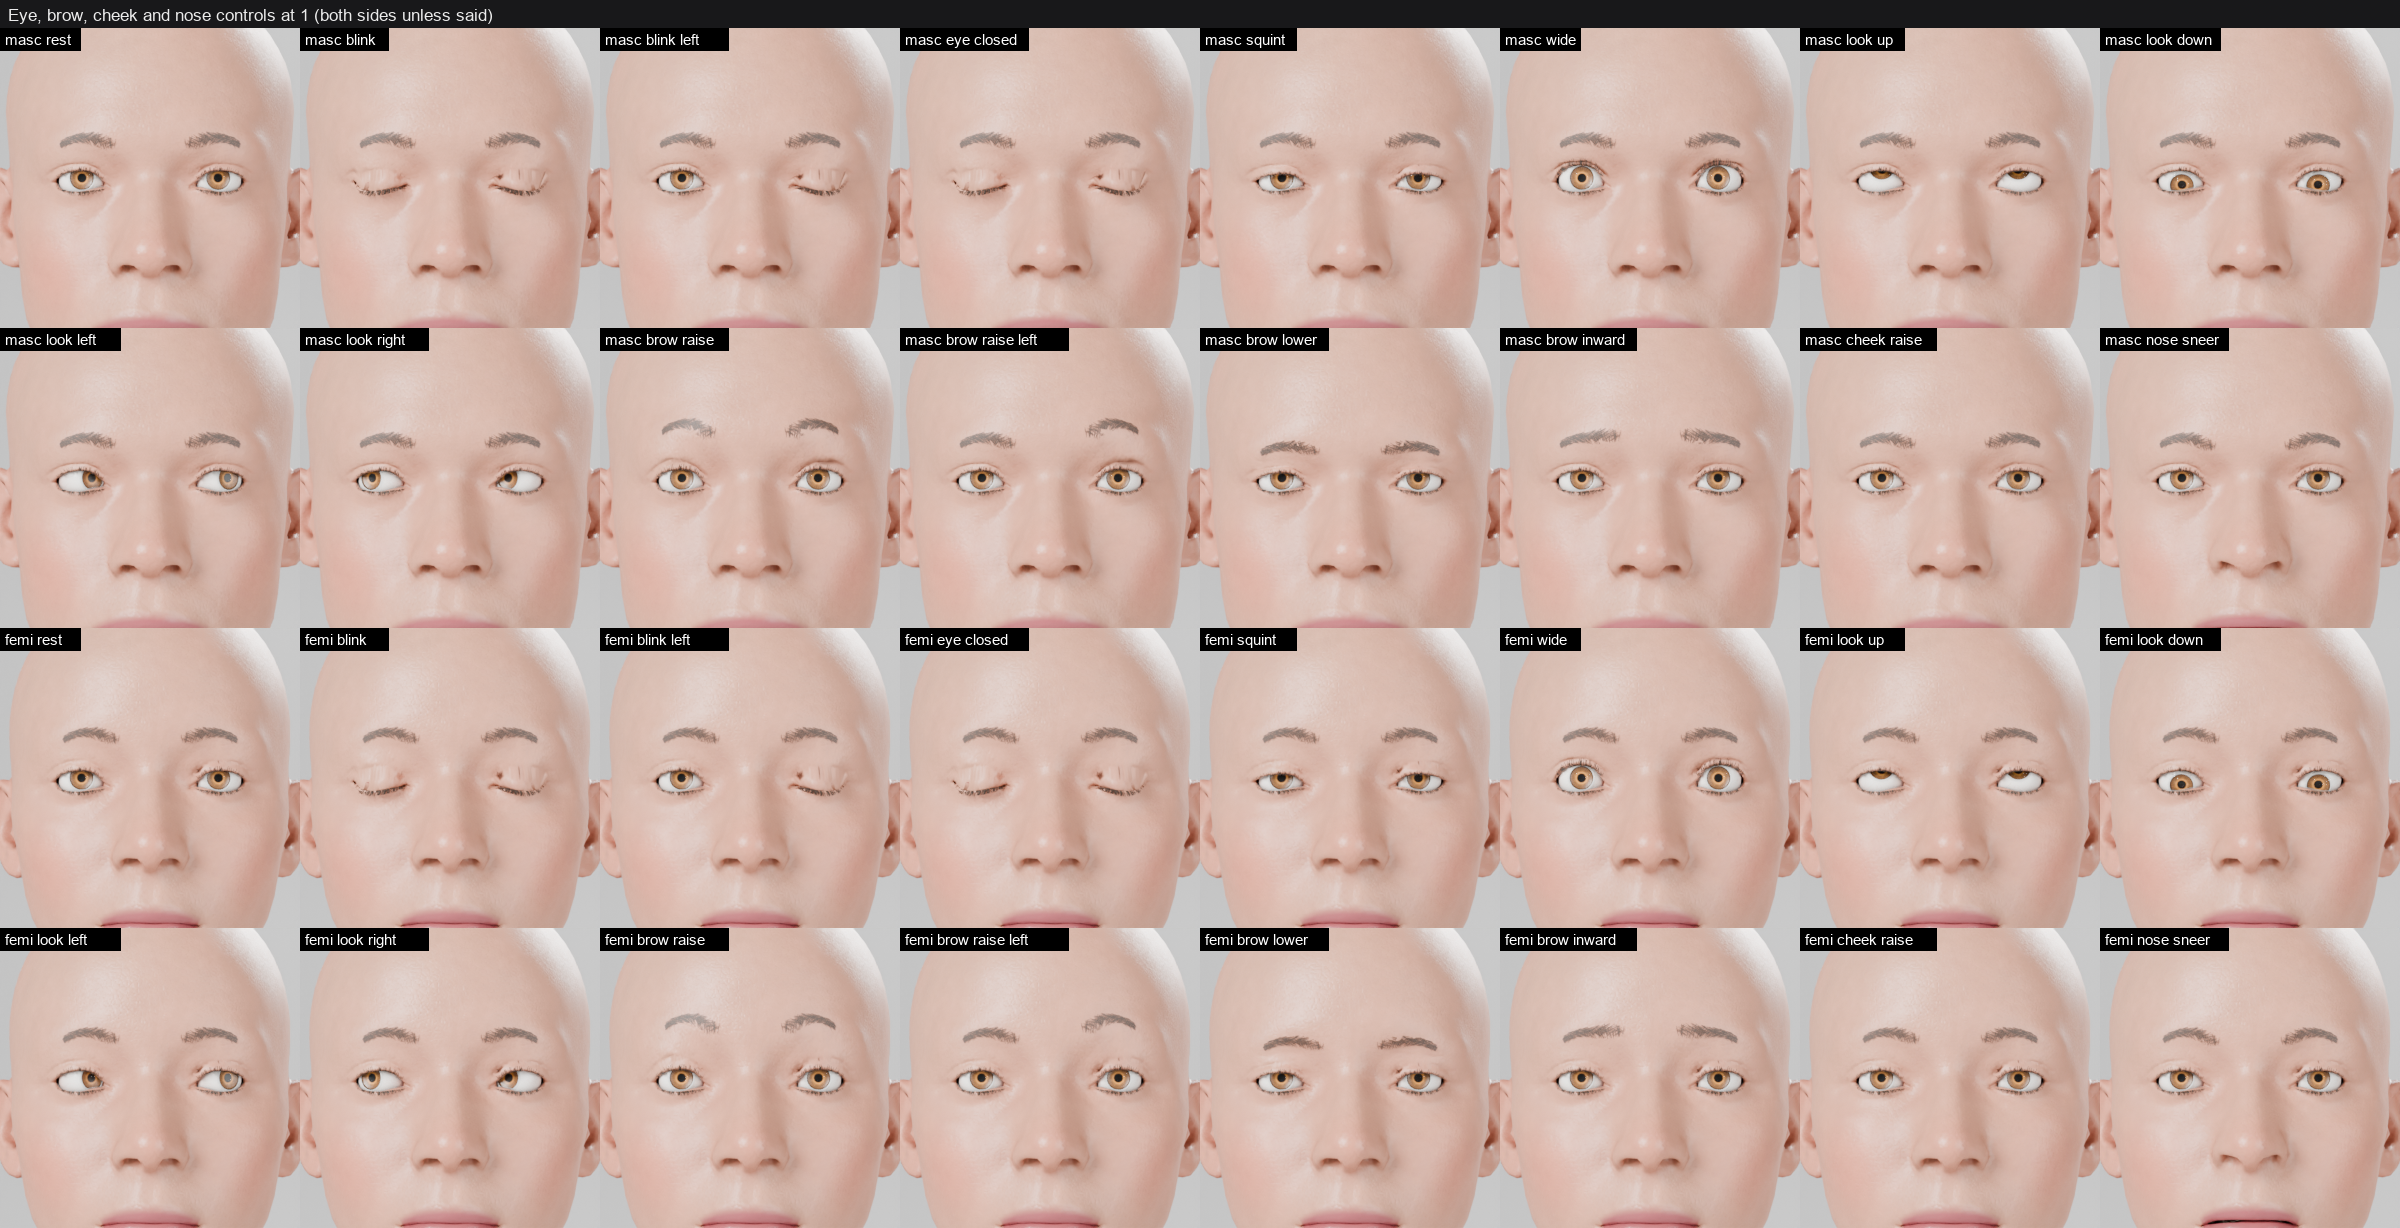 Eye, brow, cheek and nose controls at 1 (both sides unless said)
masc rest
masc blink
masc blink left
masc eye closed
masc squint
masc wide
masc look up
masc look down
masc look left
masc look right
masc brow raise
masc brow raise left
masc brow lower
masc brow inward
masc cheek raise
masc nose sneer
femi rest
femi blink
femi blink left
femi eye closed
femi squint
femi wide
femi look up
femi look down
femi look left
femi look right
femi brow raise
femi brow raise left
femi brow lower
femi brow inward
femi cheek raise
femi nose sneer